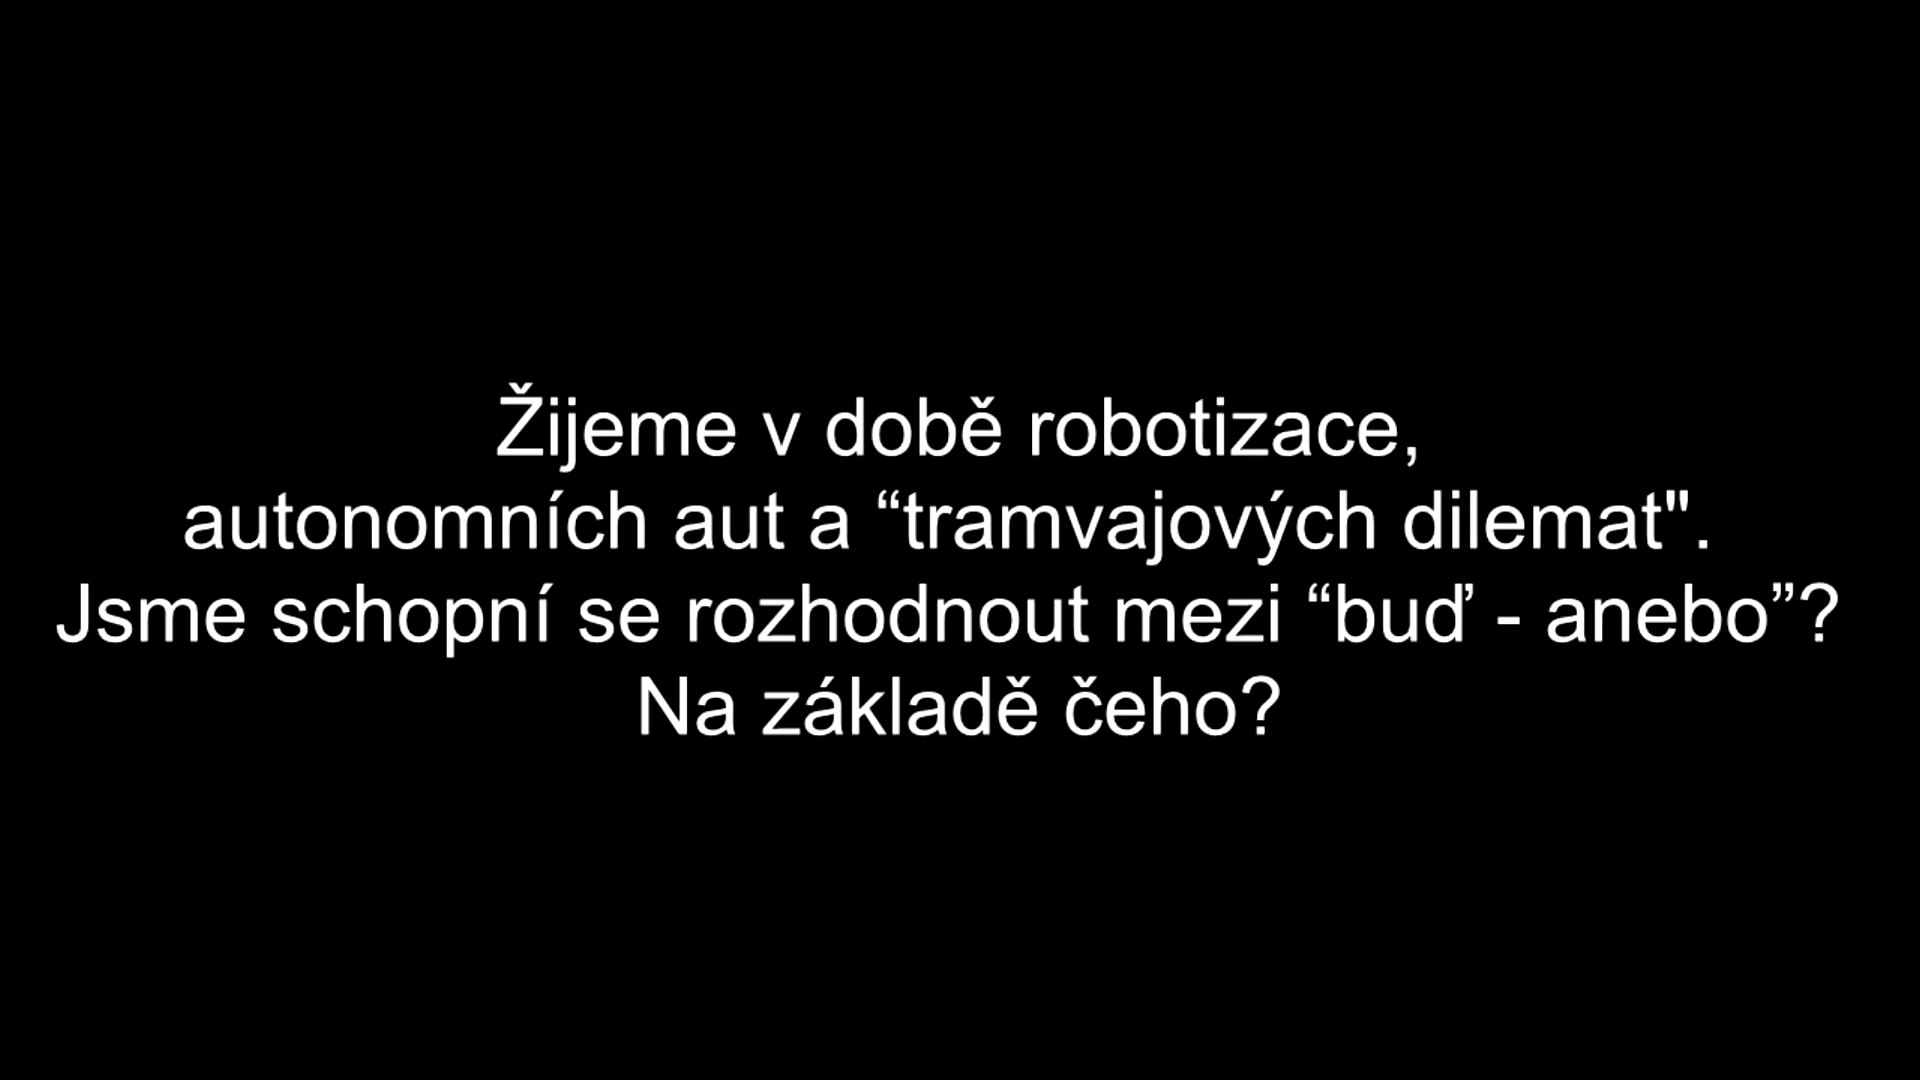 Žijeme v době robotizace,
autonomních aut a “tramvajových dilemat".
Jsme schopní se rozhodnout mezi “buď - anebo”?
Na základě čeho?